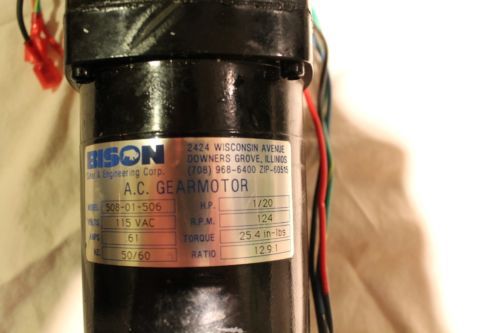 BISON
Gear & Engineering Corp.
2424 WISCONSIN AVENUE
DOWNERS GROVE, ILLINIOS
(708) 968-6400 ZIP-60515
A.C. GEARMOTOR
MODEL 508-01-506 H.P. 1/20
VOLTS 115 VAC R.P.M. 124
AMPS 61 TORQUE 25.4 in-lbs
HZ. 50/60 RATIO 12.9:1